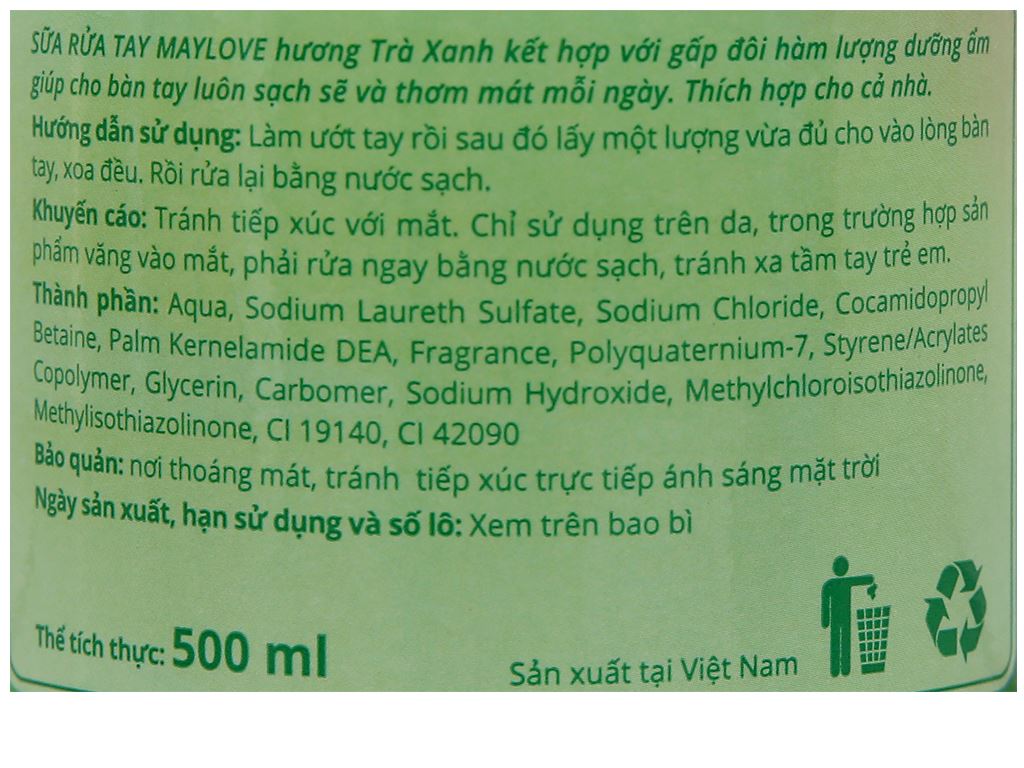 SỮA RỬA TAY MAYLOVE hương Trà Xanh kết hợp với gấp đôi hàm lượng dưỡng ẩm
giúp cho bàn tay luôn sạch sẽ và thơm mát mỗi ngày. Thích hợp cho cả nhà.
Hướng dẫn sử dụng: Làm ướt tay rồi sau đó lấy một lượng vừa đủ cho vào lòng bàn
tay, xoa đều. Rồi rửa lại bằng nước sạch.
Khuyến cáo: Tránh tiếp xúc với mắt. Chỉ sử dụng trên da, trong trường hợp sản
phẩm văng vào mắt, phải rửa ngay bằng nước sạch, tránh xa tầm tay trẻ em.
Thành phần: Aqua, Sodium Laureth Sulfate, Sodium Chloride, Cocamidopropyl
Betaine, Palm Kernelamide DEA, Fragrance, Polyquaternium-7, Styrene/Acrylates
Copolymer, Glycerin, Carbomer, Sodium Hydroxide, Methylchloroisothiazolinone,
Methylisothiazolinone, CI 19140, CI 42090
Bảo quản: nơi thoáng mát, tránh tiếp xúc trực tiếp ánh sáng mặt trời
Ngày sản xuất, hạn sử dụng và số lô: Xem trên bao bì
Thể tích thực: 500 ml
Sản xuất tại Việt Nam